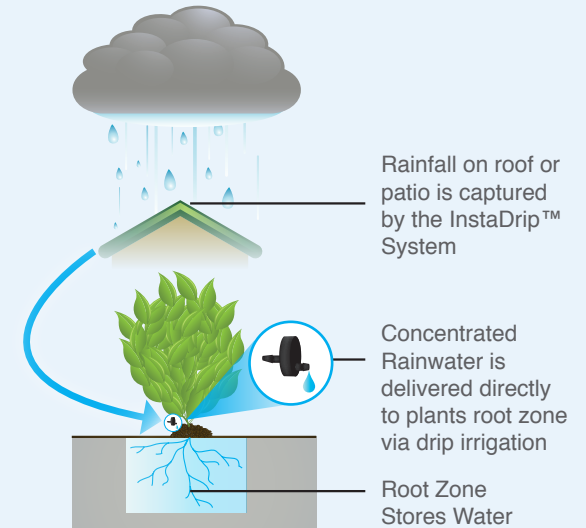 Rainfall on roof or
patio is captured
by the InstaDrip™
System
Concentrated
Rainwater is
delivered directly
to plants root zone
via drip irrigation
Root Zone
Stores Water